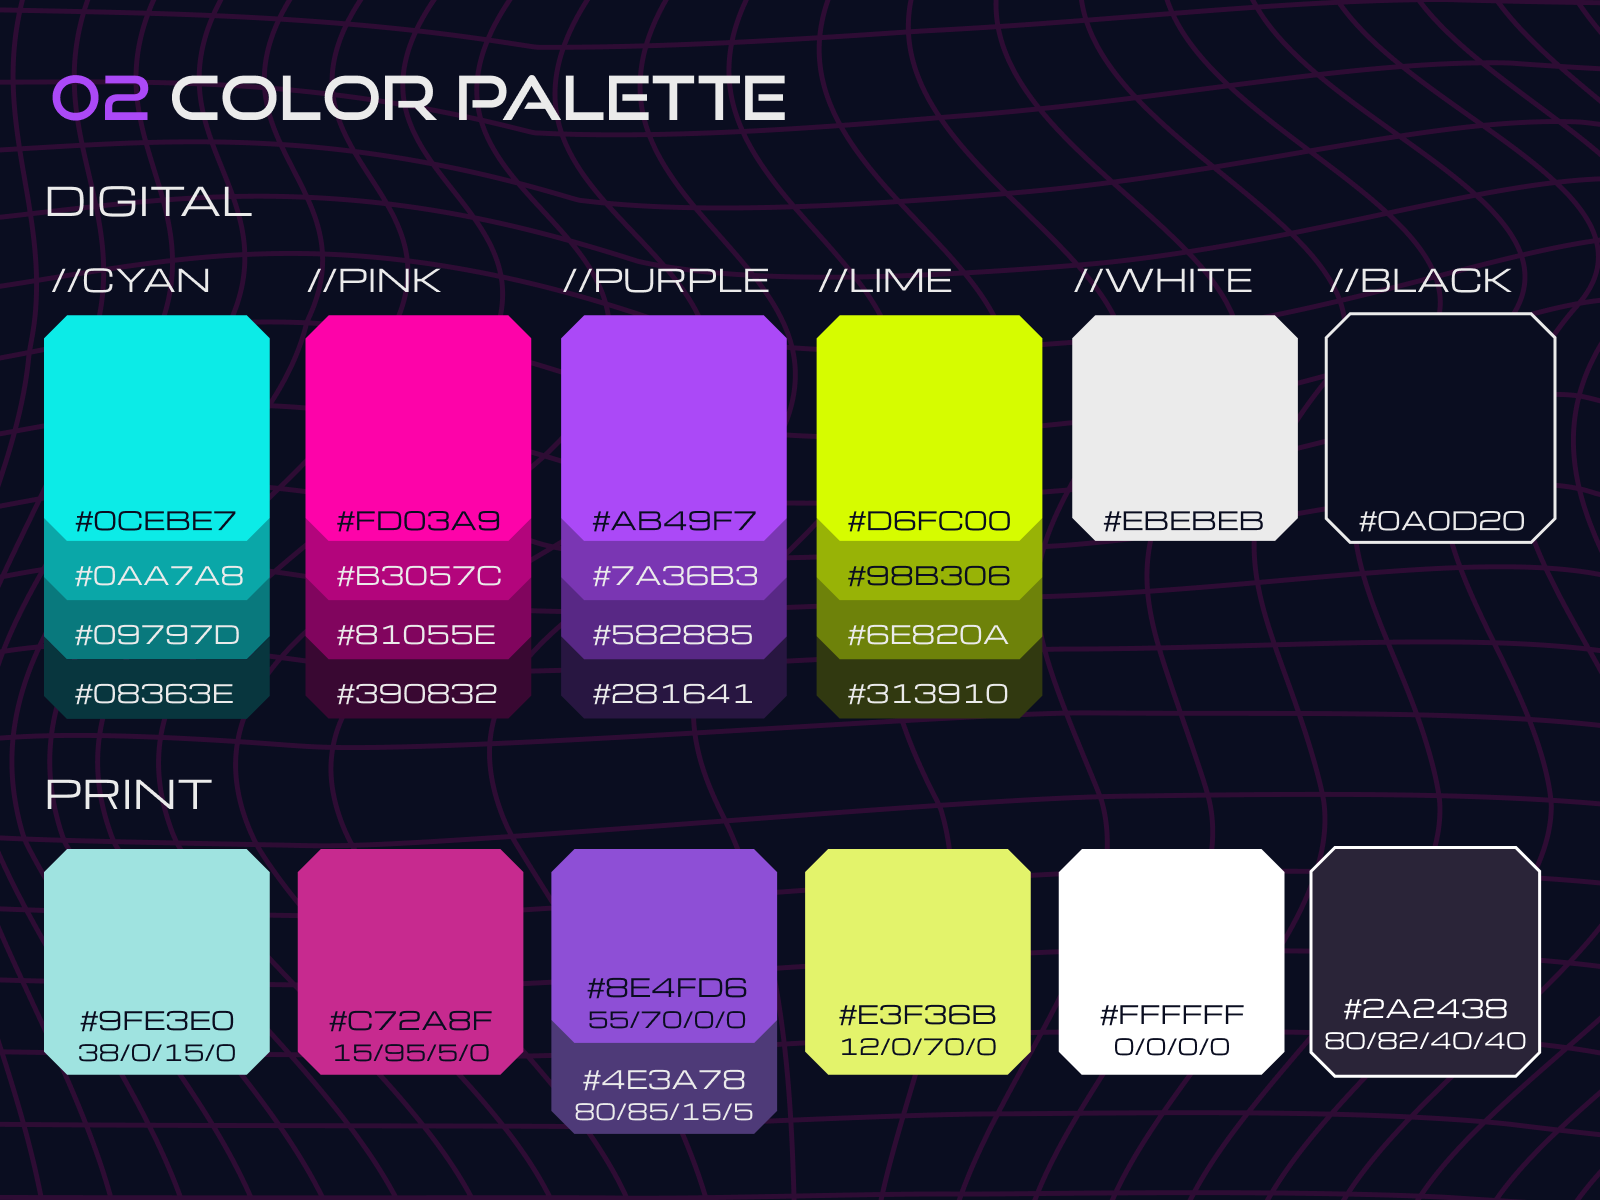 02 COLOR PALETTE
DIGITAL
//CYAN //PINK //PURPLE //LIME //WHITE //BLACK
#0CEBE7 #FD03A9 #AB49F7 #D6FC00 #EBEBEB #0A0D20
#0AA7A8 #B3057C #7A36B3 #98B306
#09797D #81055E #582885 #6E820A
#08363E #390832 #281641 #313910
PRINT
#9FE3E0 #C72A8F #8E4FD6 #E3F36B #FFFFFF #2A2438
38/0/15/0 15/95/5/0 55/70/0/0 12/0/70/0 0/0/0/0 80/82/40/40
#4E3A78
80/85/15/5